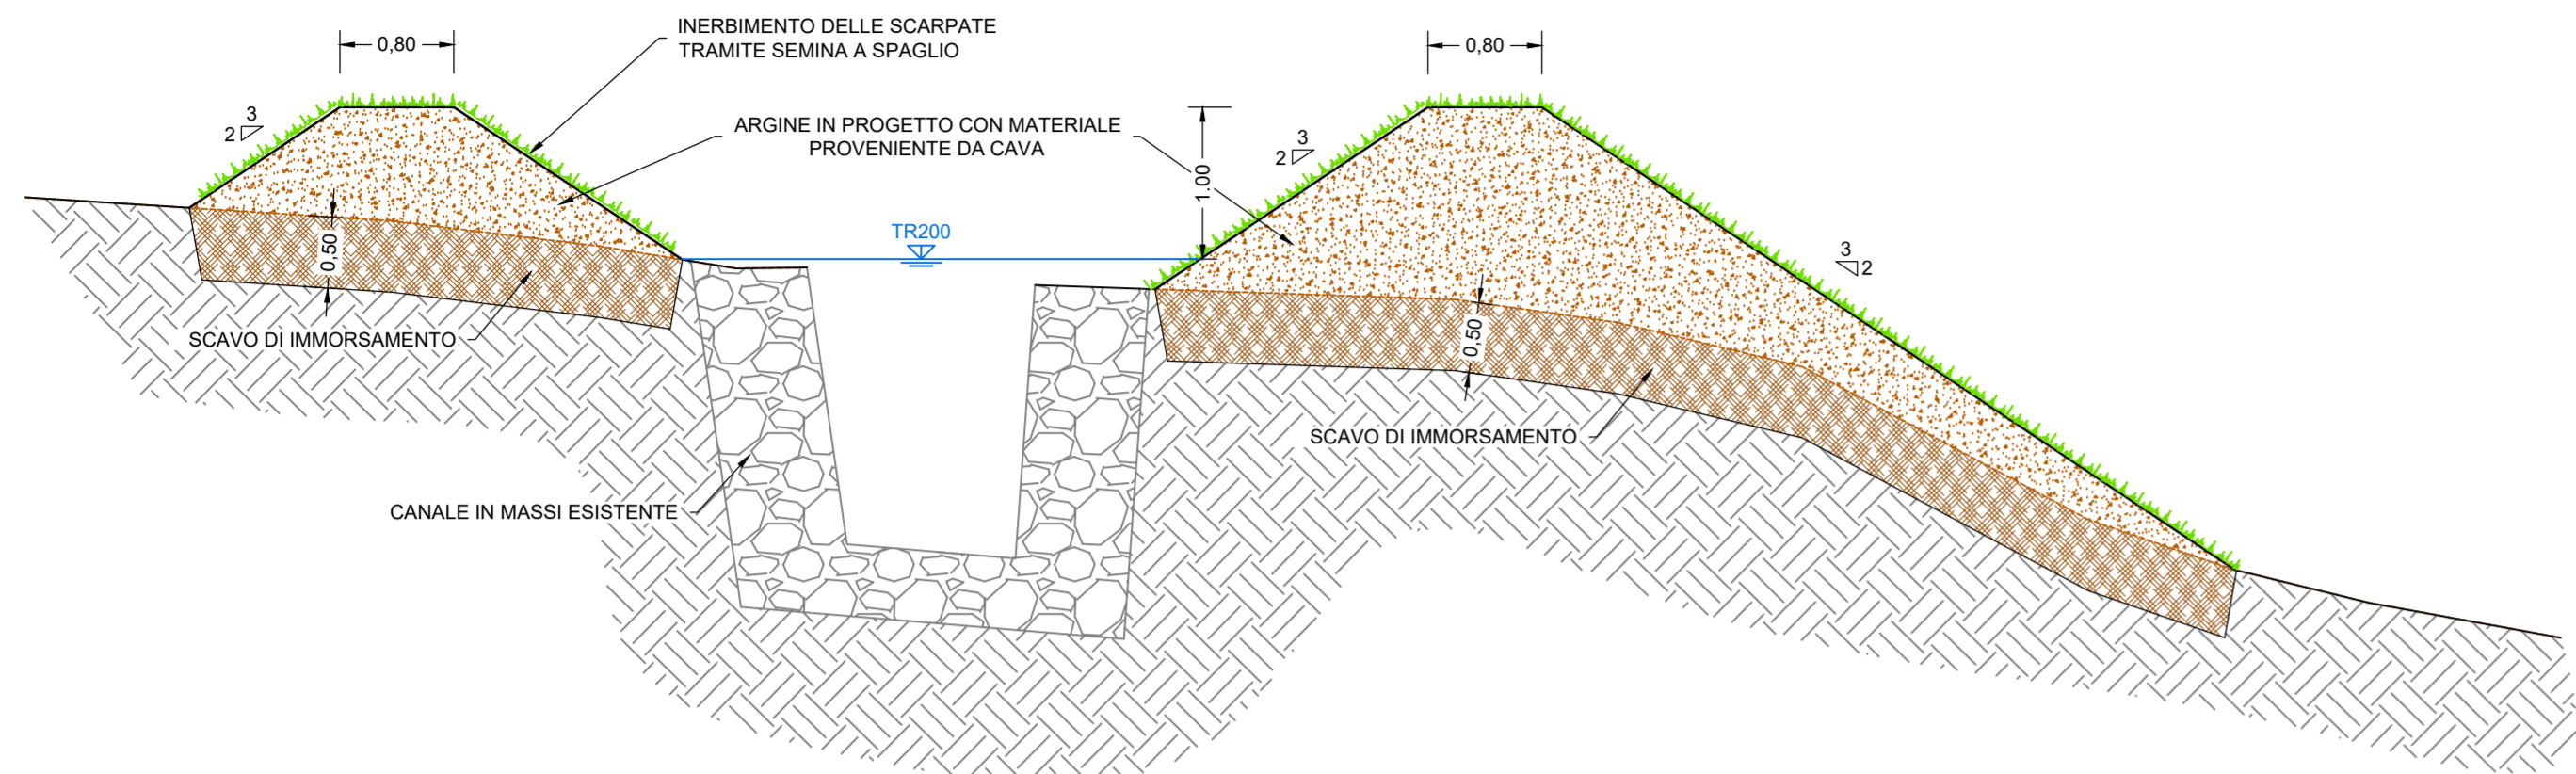 0,80
INERBIMENTO DELLE SCARPATE
TRAMITE SEMINA A SPAGLIO
0,80
3
2
ARGINE IN PROGETTO CON MATERIALE
PROVENIENTE DA CAVA
3
2
1.00
TR200
0,50
3
2
SCAVO DI IMMORSAMENTO
0,50
SCAVO DI IMMORSAMENTO
CANALE IN MASSI ESISTENTE